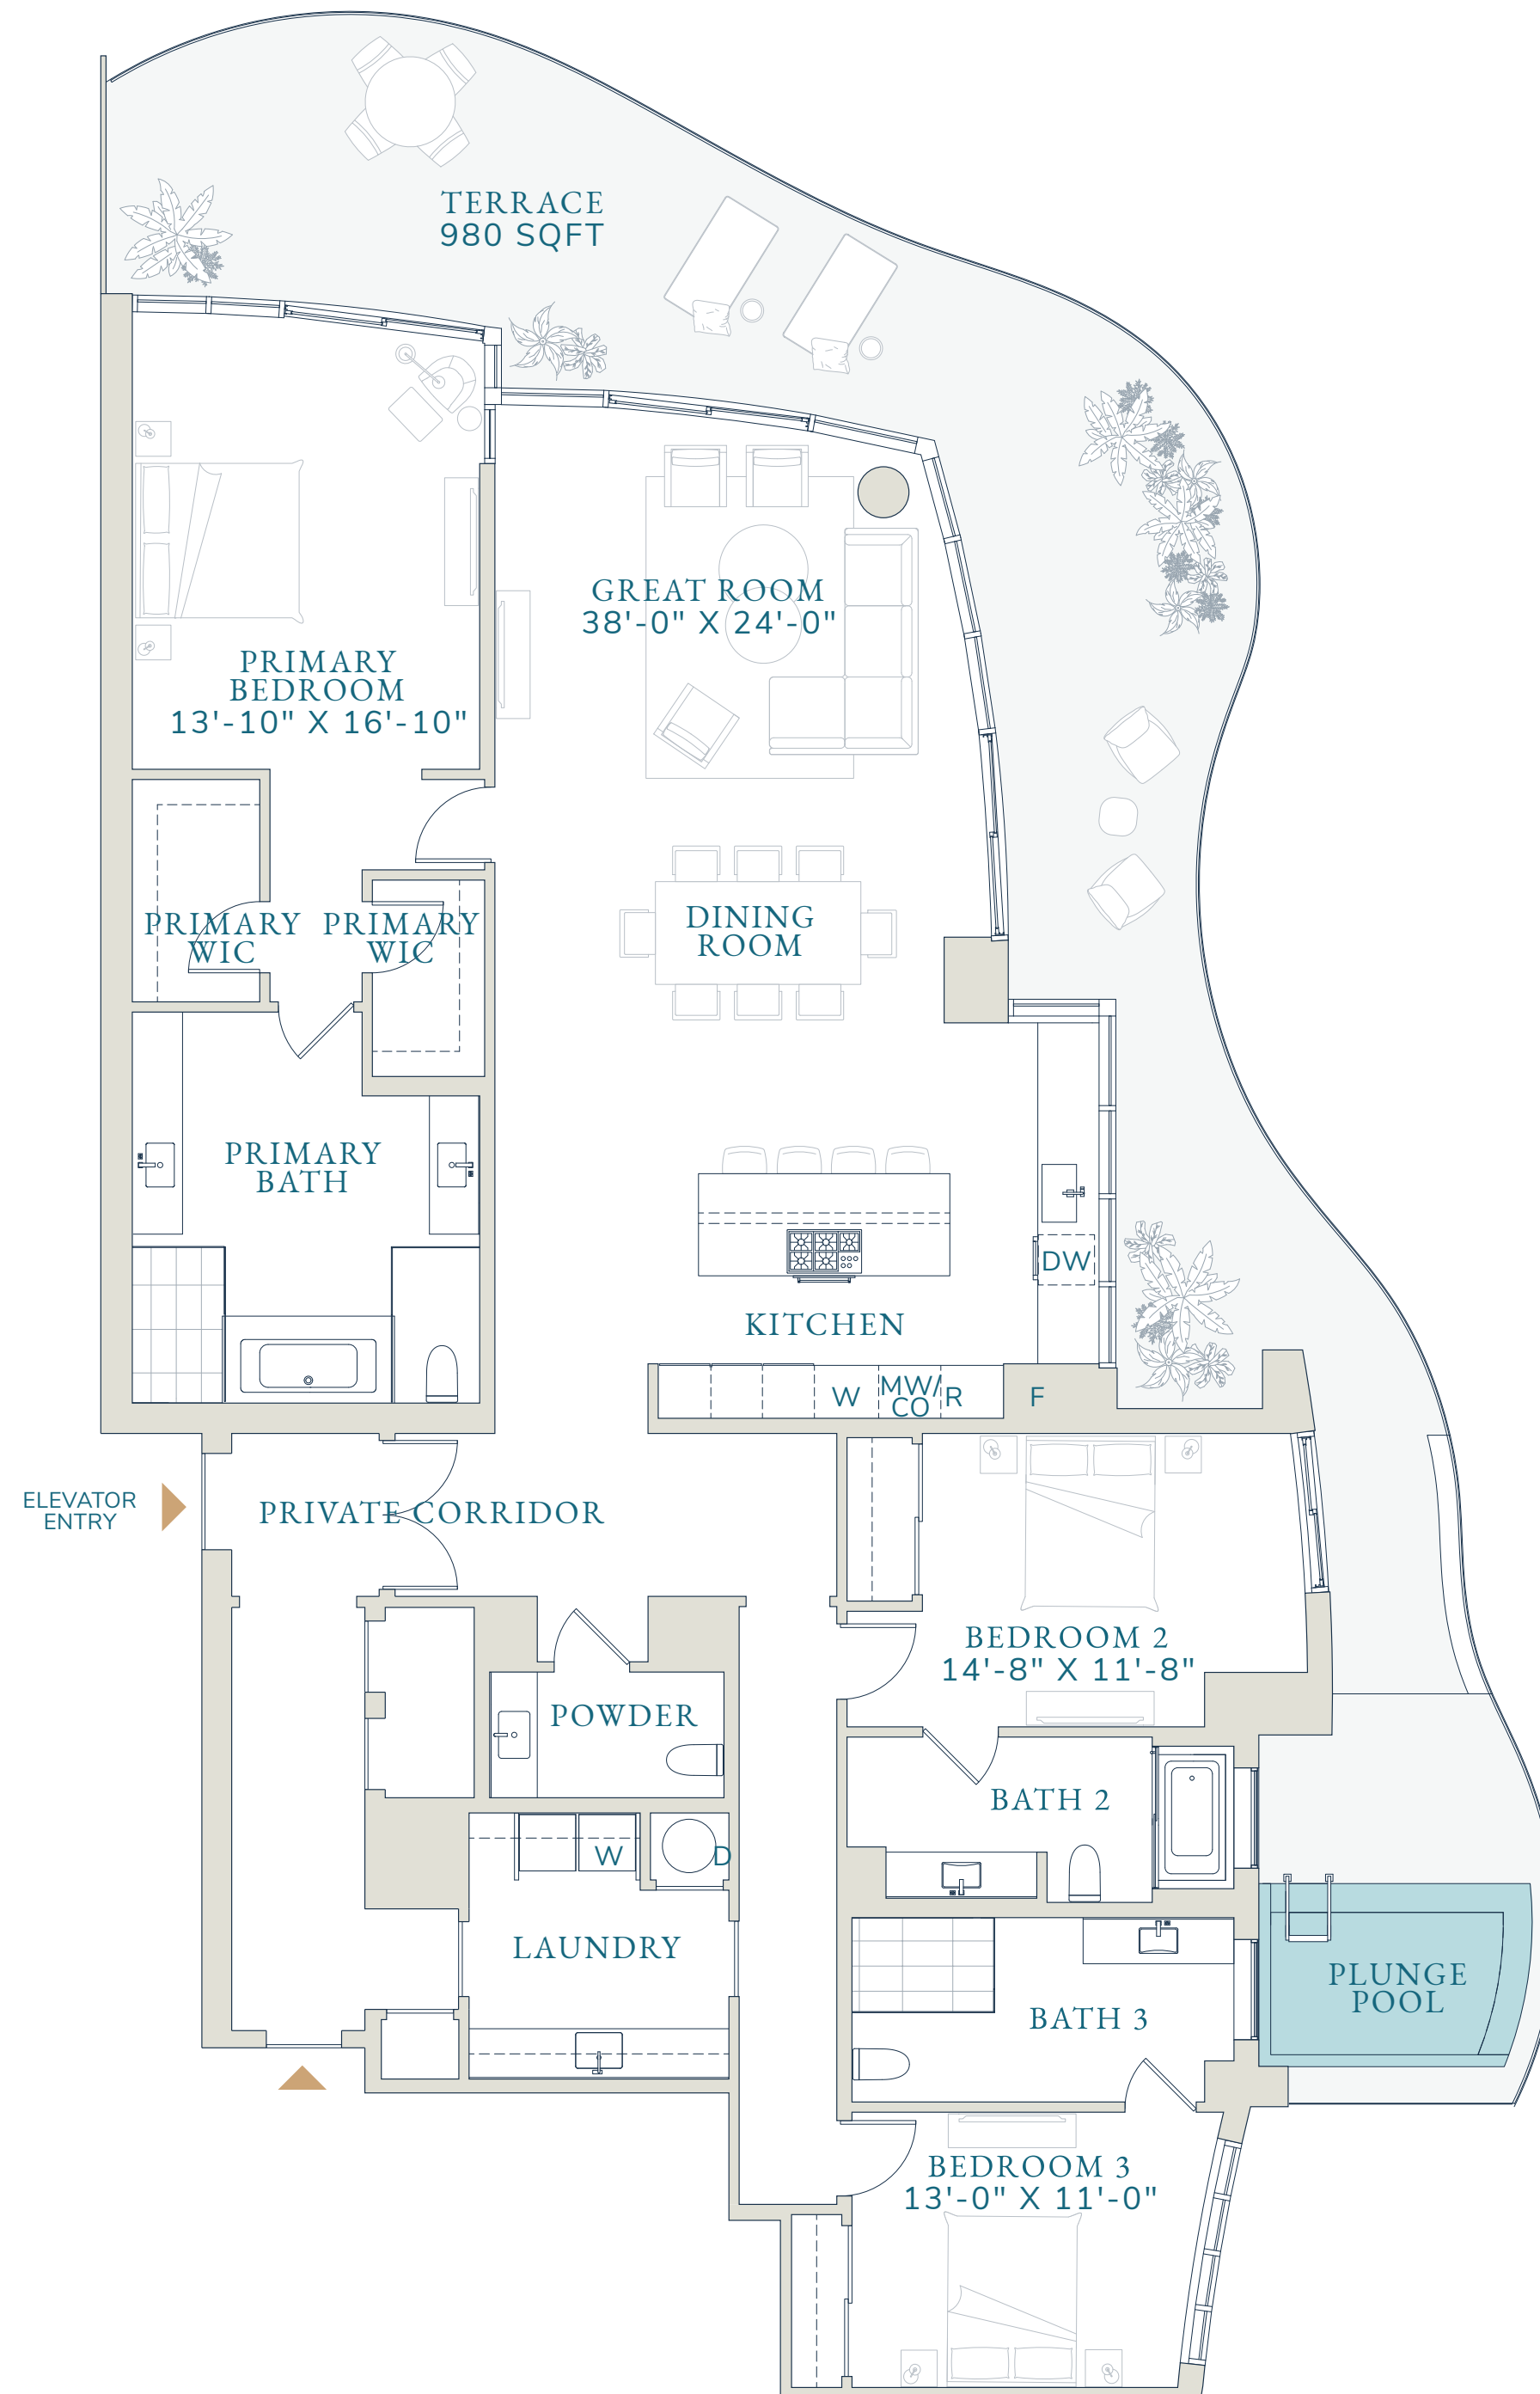 TERRACE
980 SQFT
GREAT ROOM
38'-0" X 24'-0"
PRIMARY
BEDROOM
13'-10" X 16'-10"
PRIMARY
WIC
PRIMARY
WIC
DINING
ROOM
PRIMARY
BATH
DW
KITCHEN
W
MW/
CO
R
F
ELEVATOR
ENTRY
PRIVATE CORRIDOR
BEDROOM 2
14'-8" X 11'-8"
POWDER
BATH 2
W
D
LAUNDRY
PLUNGE
POOL
BATH 3
BEDROOM 3
13'-0" X 11'-0"